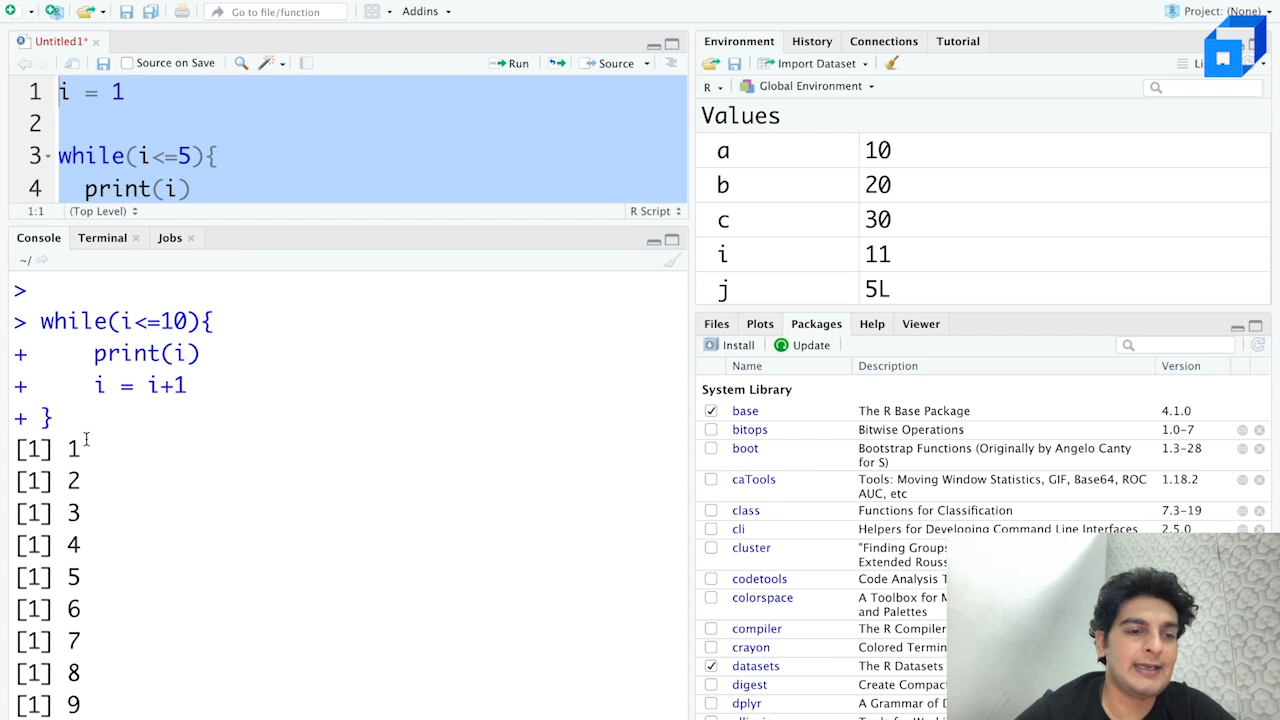 Go to file/function
Addins
Project: (None)
Untitled1*
Source on Save
Run
Source
1 i = 1
2
3 while(i<=5){
4 print(i)
1:1 (Top Level) R Script
Console Terminal Jobs
~/
>
> while(i<=10){
+ print(i)
+ i = i+1
+ }
[1] 1
[1] 2
[1] 3
[1] 4
[1] 5
[1] 6
[1] 7
[1] 8
[1] 9
Environment History Connections Tutorial
Import Dataset
R Global Environment
Values
a 10
b 20
c 30
i 11
j 5L
Files Plots Packages Help Viewer
Install Update
Name Description Version
System Library
base The R Base Package 4.1.0
bitops Bitwise Operations 1.0-7
boot Bootstrap Functions (Originally by Angelo Canty 1.3-28
for S)
caTools Tools: Moving Window Statistics, GIF, Base64, ROC 1.18.2
AUC, etc
class Functions for Classification 7.3-19
cli Helpers for Developing Command Line Interfaces 2.5.0
cluster "Finding Groups
Extended Rouss
codetools Code Analysis T
colorspace A Toolbox for M
and Palettes
compiler The R Compiler
crayon Colored Termin
datasets The R Datasets
digest Create Compac
dplyr A Grammar of D